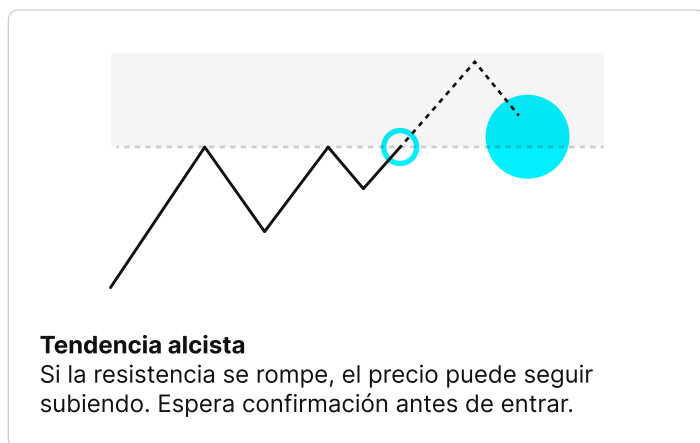 Tendencia alcista
Si la resistencia se rompe, el precio puede seguir
subiendo. Espera confirmación antes de entrar.